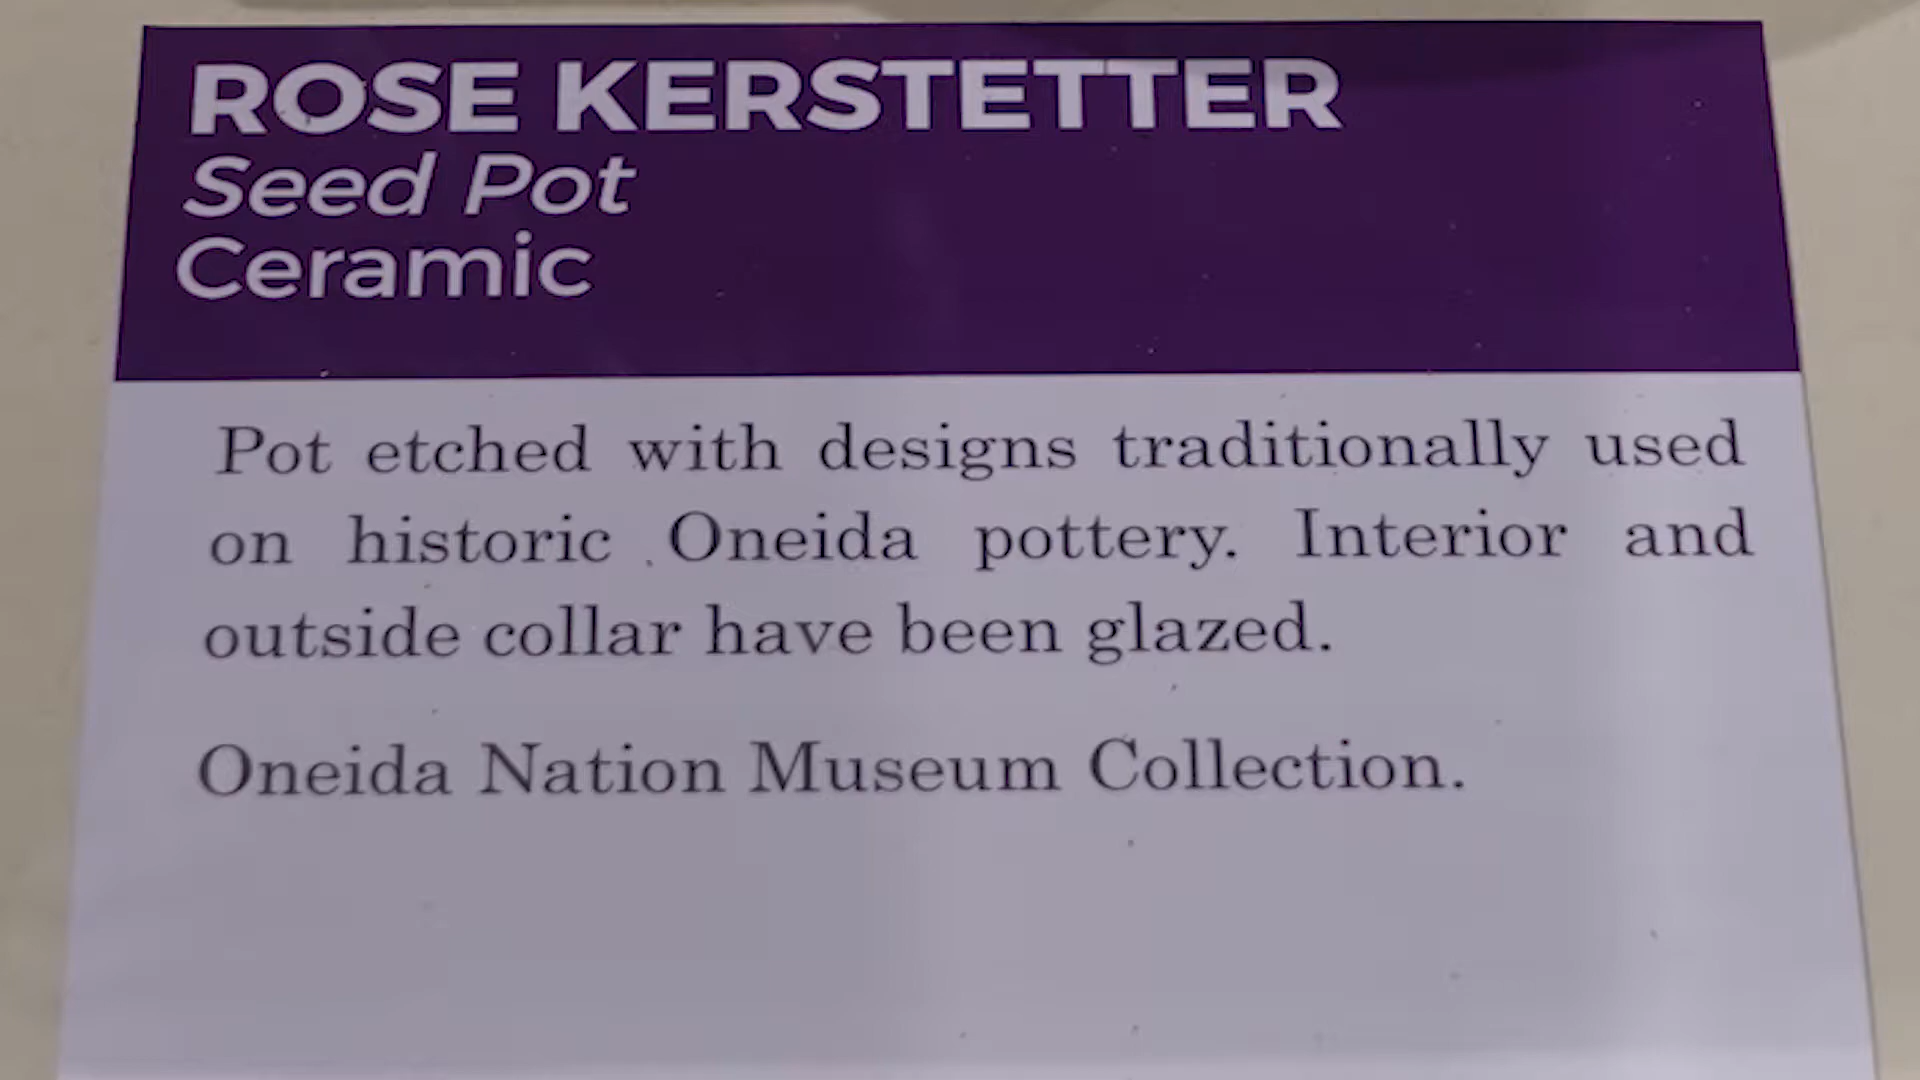 ROSE KERSTETTER
Seed Pot
Ceramic
Pot etched with designs traditionally used
on historic Oneida pottery. Interior and
outside collar have been glazed.
Oneida Nation Museum Collection.